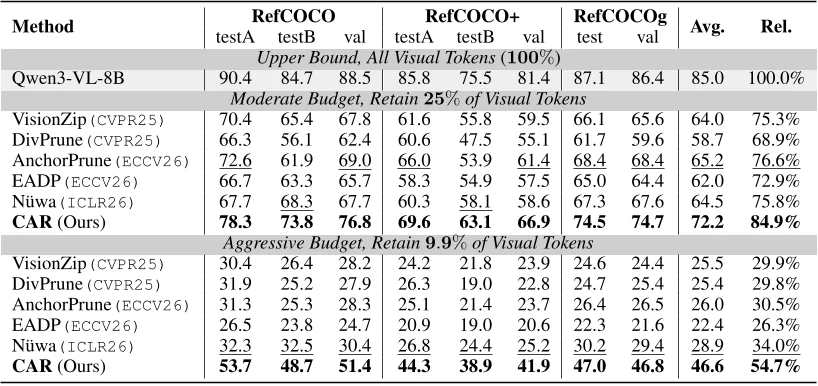 Method RefCOCO RefCOCO+ RefCOCOg Avg. Rel.
testA testB val testA testB val test val
Upper Bound, All Visual Tokens (100%)
Qwen3-VL-8B 90.4 84.7 88.5 85.8 75.5 81.4 87.1 86.4 85.0 100.0%
Moderate Budget, Retain 25% of Visual Tokens
VisionZip (CVPR25) 70.4 65.4 67.8 61.6 55.8 59.5 66.1 65.6 64.0 75.3%
DivPrune (CVPR25) 66.3 56.1 62.4 60.6 47.5 55.1 61.7 59.6 58.7 68.9%
AnchorPrune (ECCV26) 72.6 61.9 69.0 66.0 53.9 61.4 68.4 68.4 65.2 76.6%
EADP (ECCV26) 66.7 63.3 65.7 58.3 54.9 57.5 65.0 64.4 62.0 72.9%
Nüwa (ICLR26) 67.7 68.3 67.7 60.3 58.1 58.6 67.3 67.6 64.5 75.8%
CAR (Ours) 78.3 73.8 76.8 69.6 63.1 66.9 74.5 74.7 72.2 84.9%
Aggressive Budget, Retain 9.9% of Visual Tokens
VisionZip (CVPR25) 30.4 26.4 28.2 24.2 21.8 23.9 24.6 24.4 25.5 29.9%
DivPrune (CVPR25) 31.9 25.2 27.9 26.3 19.0 22.8 24.7 25.4 25.4 29.8%
AnchorPrune (ECCV26) 31.3 25.3 28.3 25.1 21.4 23.7 26.4 26.5 26.0 30.5%
EADP (ECCV26) 26.5 23.8 24.7 20.9 19.0 20.6 22.3 21.6 22.4 26.3%
Nüwa (ICLR26) 32.3 32.5 30.4 26.8 24.4 25.2 30.2 29.4 28.9 34.0%
CAR (Ours) 53.7 48.7 51.4 44.3 38.9 41.9 47.0 46.8 46.6 54.7%